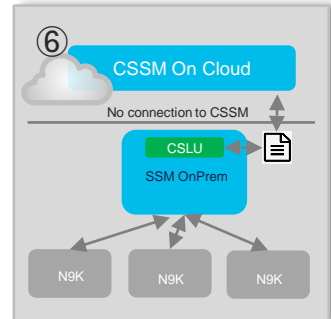 ⑥
CSSM On Cloud
No connection to CSSM
CSLU
SSM OnPrem
N9K
N9K
N9K